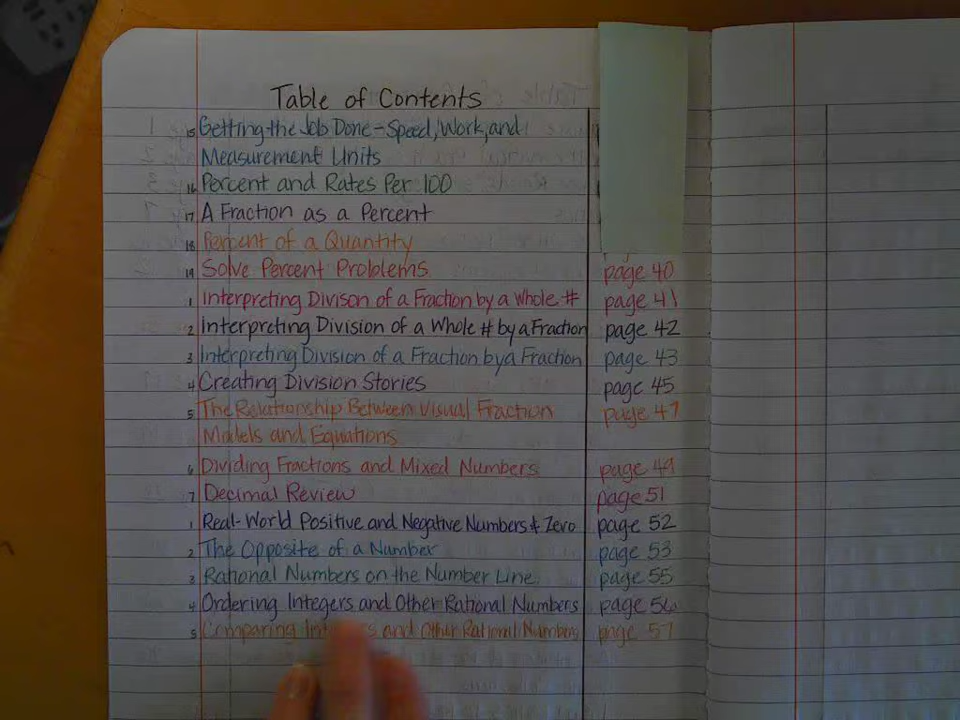 Table of Contents
15 Getting the Job Done - Speed, Work, and
Measurement Units
16 Percent and Rates Per 100
17 A Fraction as a Percent
18 Percent of a Quantity
19 Solve Percent Problems page 40
1 Interpreting Divison of a Fraction by a Whole # page 41
2 Interpreting Division of a Whole # by a Fraction page 42
3 Interpreting Division of a Fraction by a Fraction page 43
4 Creating Division Stories page 45
5 The Relationship Between Visual Fraction page 47
Models and Equations
6 Dividing Fractions and Mixed Numbers page 49
7 Decimal Review page 51
1 Real-World Positive and Negative Numbers & Zero page 52
2 The Opposite of a Number page 53
3 Rational Numbers on the Number Line page 55
4 Ordering Integers and Other Rational Numbers page 56
5 Comparing and Other Rational Numbers page 57